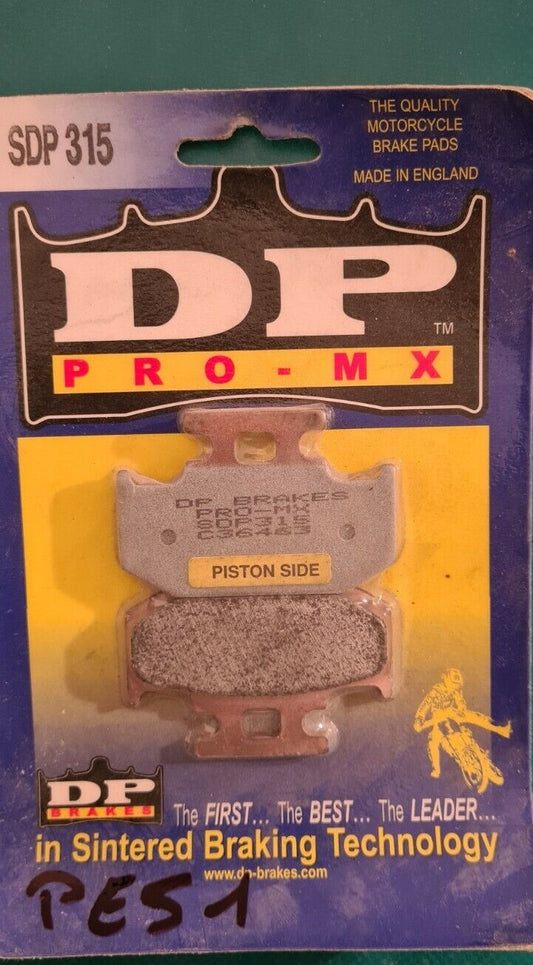 SDP 315
THE QUALITY
MOTORCYCLE
BRAKE PADS
MADE IN ENGLAND
DP
TM
PRO-MX
DP BRAKES
PRO-MX
SDP315
C36463
PISTON SIDE
DP
BRAKES
The FIRST... The BEST... The LEADER...
in Sintered Braking Technology
www.dp-brakes.com
PES1